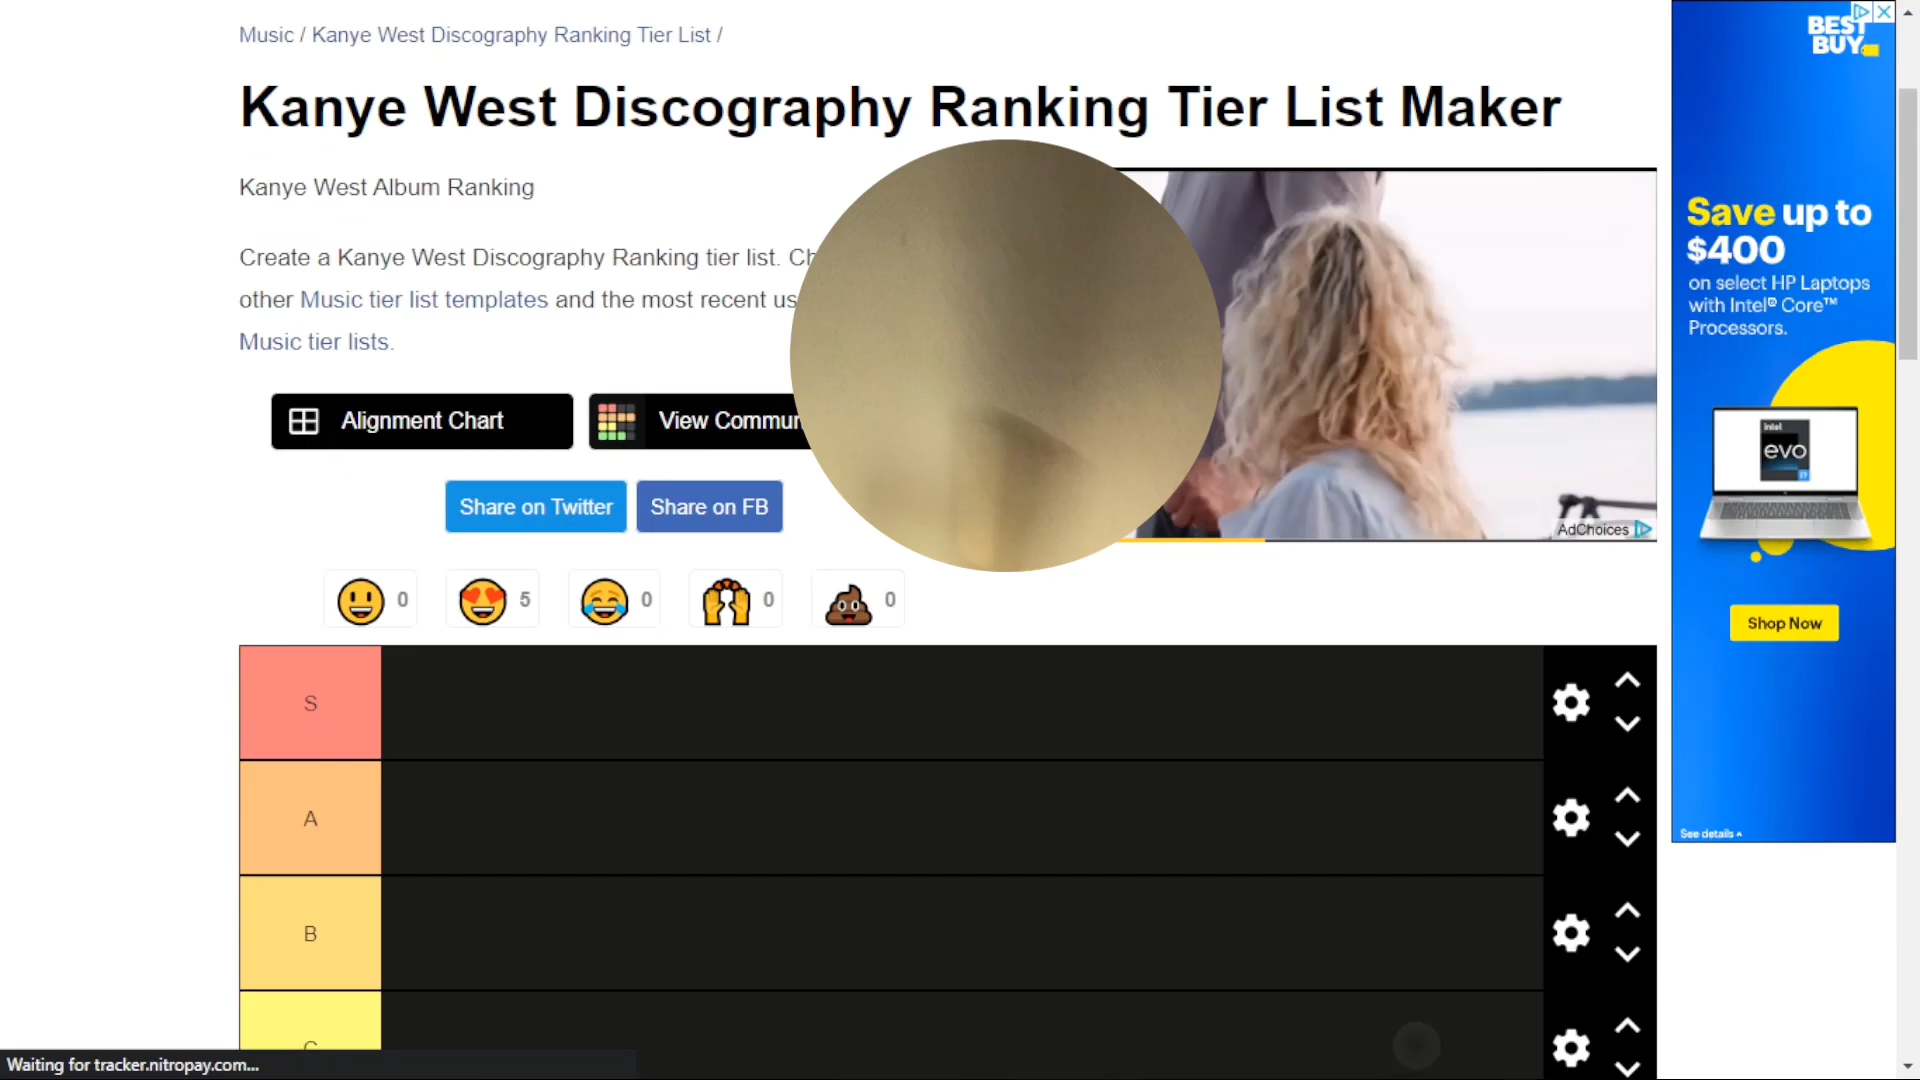 Music / Kanye West Discography Ranking Tier List /
Kanye West Discography Ranking Tier List Maker
Kanye West Album Ranking
Create a Kanye West Discography Ranking tier list. Ch
other Music tier list templates and the most recent us
Music tier lists.
Alignment Chart
View Commun
Share on Twitter
Share on FB
0
5
0
0
0
S
A
B
C
AdChoices
BEST
BUY
Save up to
$400
on select HP Laptops
with Intel® Core™
Processors.
intel
evo
i7
Shop Now
See details
Waiting for tracker.nitropay.com...